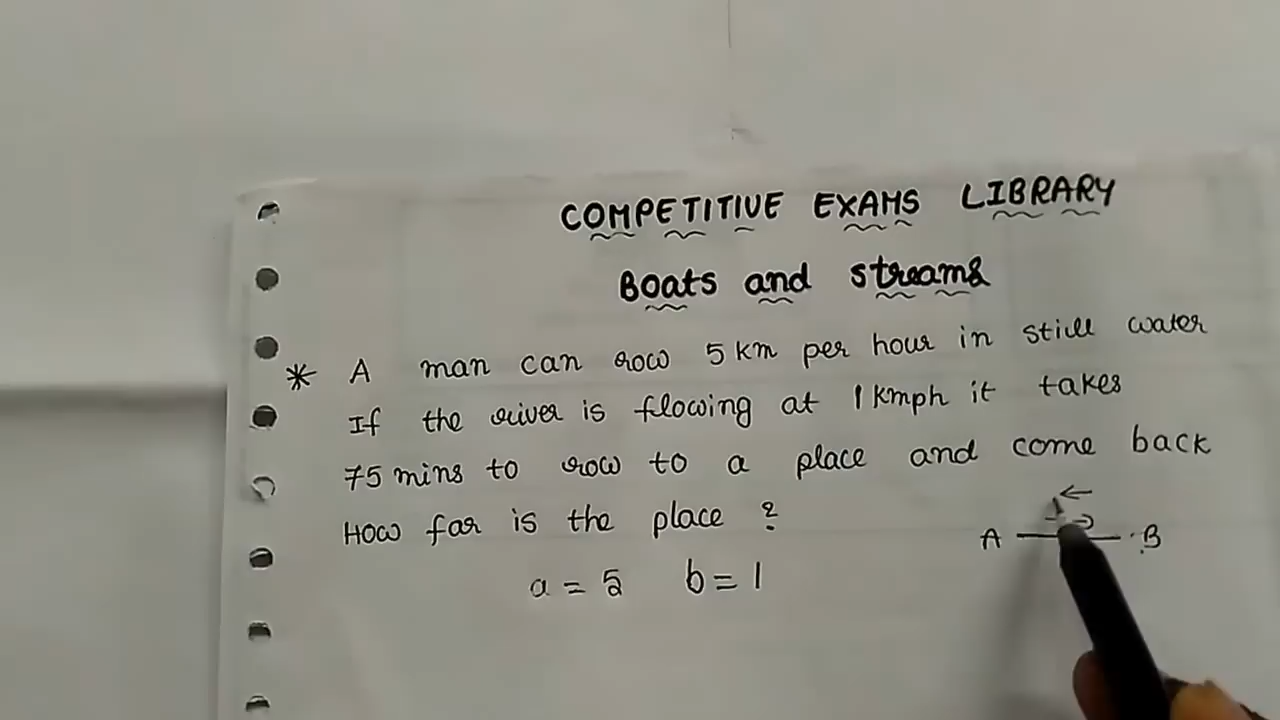 COMPETITIVE EXAMS LIBRARY
Boats and streams
* A man can row 5 km per hour in still water
If the river is flowing at 1 kmph it takes
75 mins to row to a place and come back
How far is the place ?
A B
a = 5 b = 1